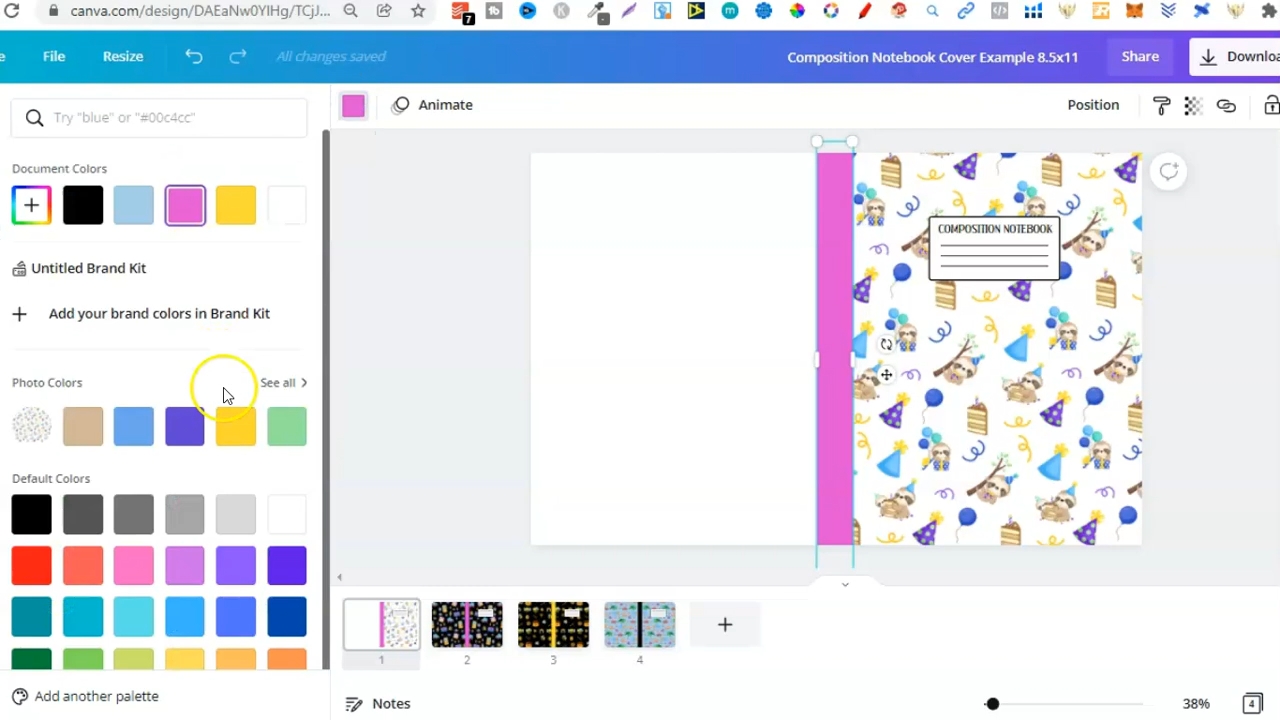 canva.com/design/DAEaNw0YIHg/TCjJ...
7
File
Resize
All changes saved
Composition Notebook Cover Example 8.5x11
Share
Try "blue" or "#00c4cc"
Animate
Position
Document Colors
COMPOSITION NOTEBOOK
Untitled Brand Kit
Add your brand colors in Brand Kit
Photo Colors
See all
Default Colors
1
2
3
4
Add another palette
Notes
38%
4